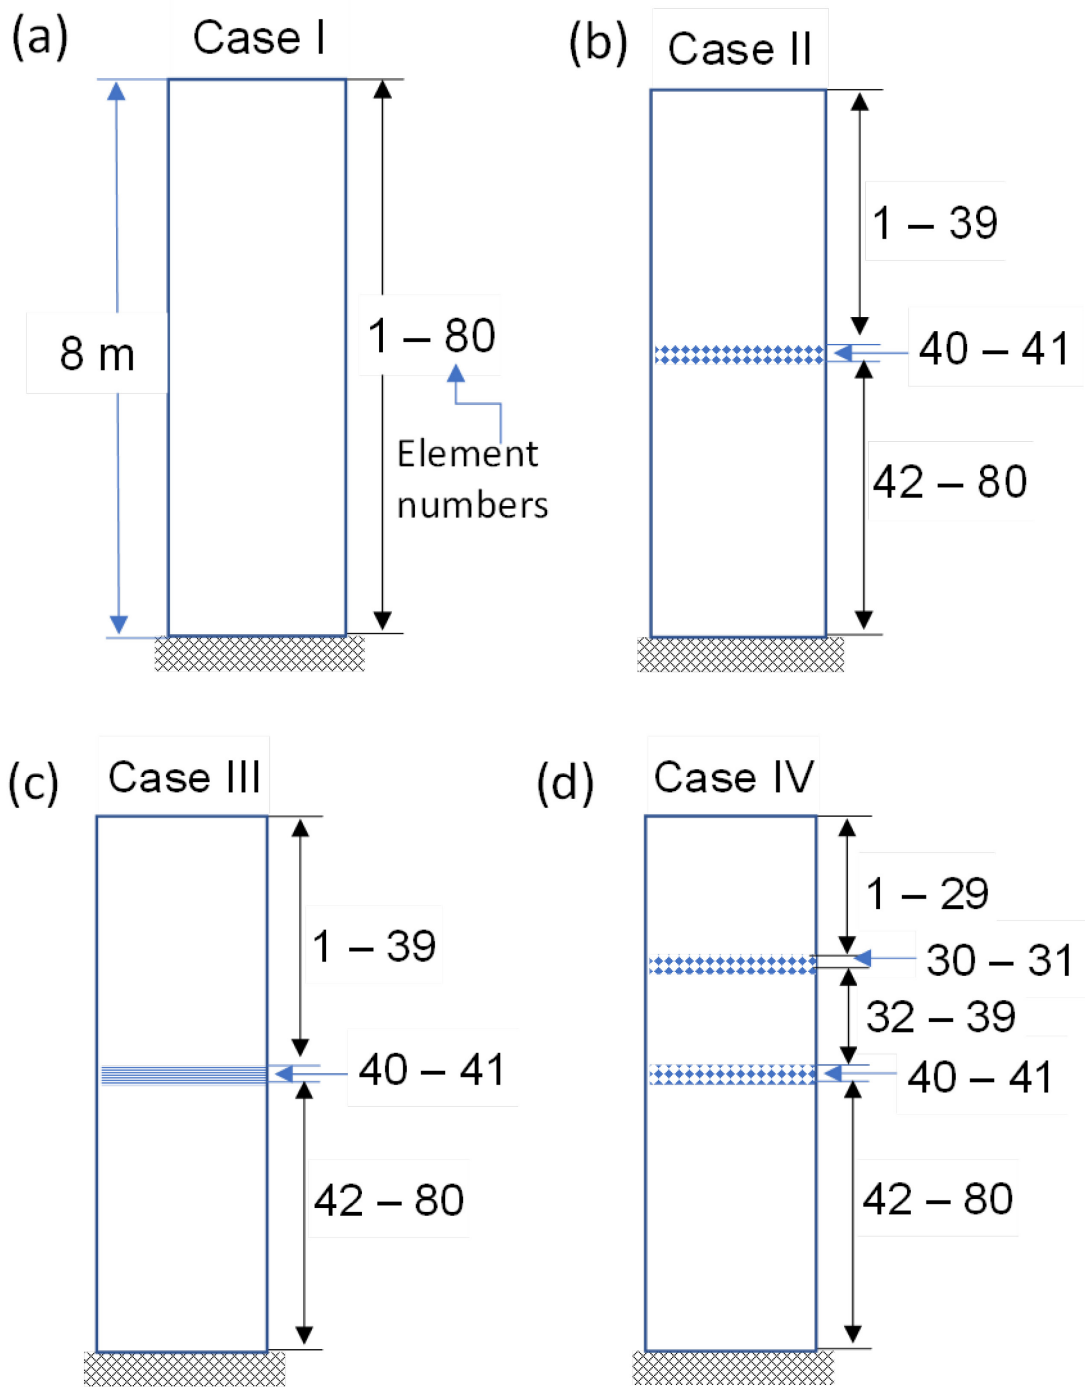 (a)
Case I
8 m
1 – 80
Element
numbers
(b)
Case II
1 – 39
40 – 41
42 – 80
(c)
Case III
1 – 39
40 – 41
42 – 80
(d)
Case IV
1 – 29
30 – 31
32 – 39
40 – 41
42 – 80